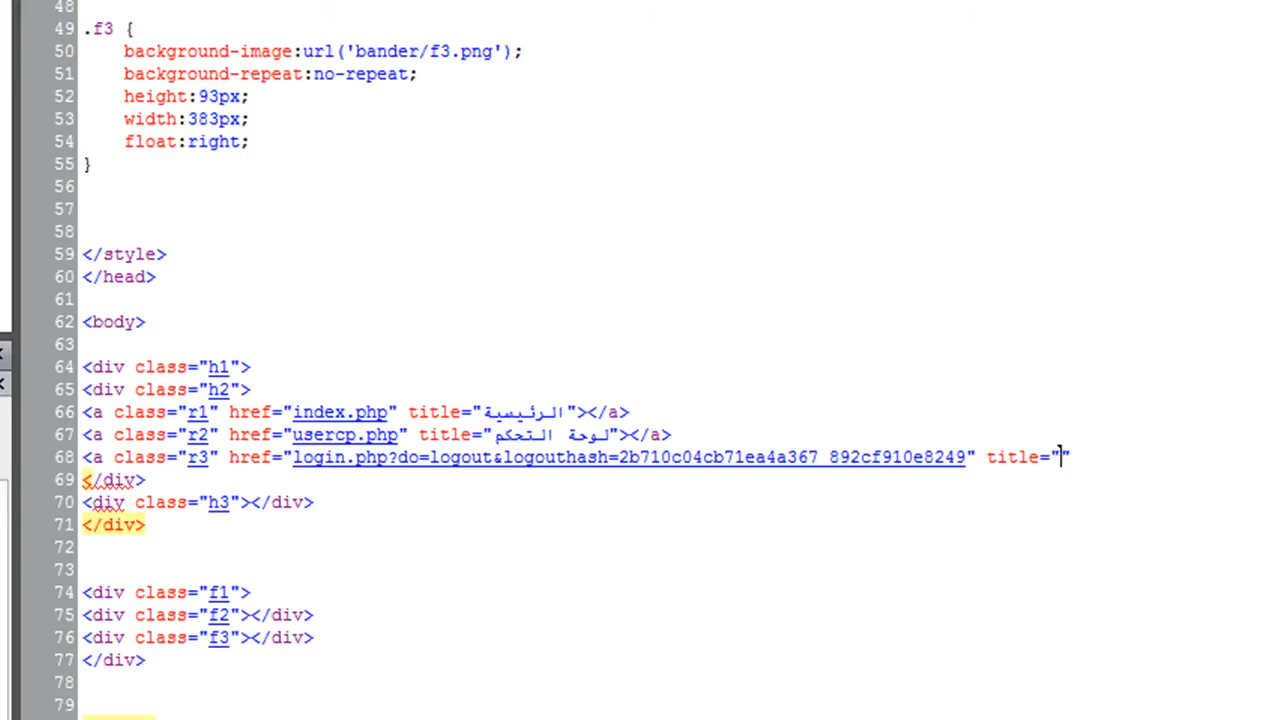 48
49 .f3 {
50 background-image:url('bander/f3.png');
51 background-repeat:no-repeat;
52 height:93px;
53 width:383px;
54 float:right;
55 }
56
57
58
59 </style>
60 </head>
61
62 <body>
63
64 <div class="h1">
65 <div class="h2">
66 <a class="r1" href="index.php" title="الرئيسية"></a>
67 <a class="r2" href="usercp.php" title="لوحة التحكم"></a>
68 <a class="r3" href="login.php?do=logout&logouthash=2b710c04cb71ea4a367 892cf910e8249" title=""
69 </div>
70 <div class="h3"></div>
71 </div>
72
73
74 <div class="f1">
75 <div class="f2"></div>
76 <div class="f3"></div>
77 </div>
78
79